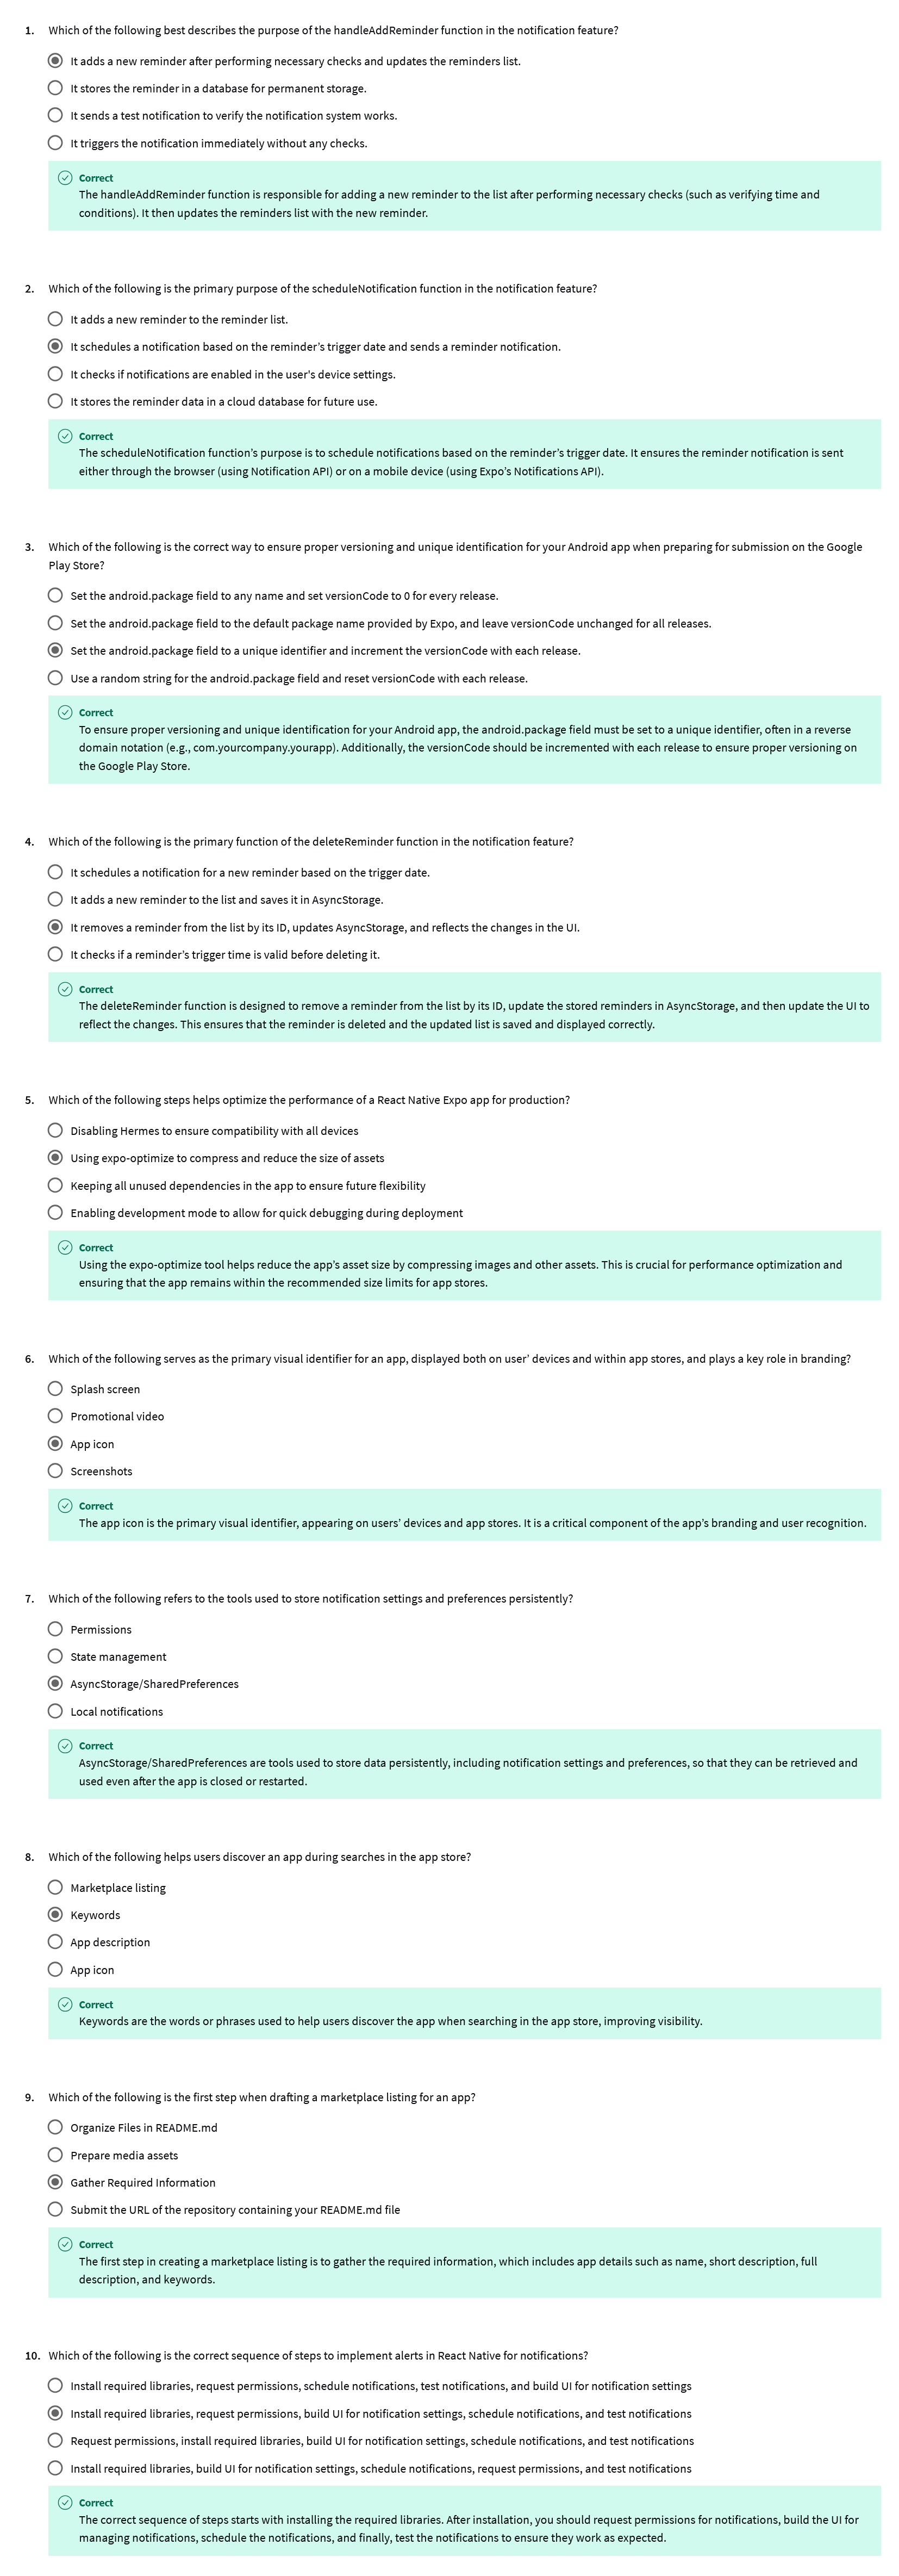 1. Which of the following best describes the purpose of the handleAddReminder function in the notification feature?
It adds a new reminder after performing necessary checks and updates the reminders list.
It stores the reminder in a database for permanent storage.
It sends a test notification to verify the notification system works.
It triggers the notification immediately without any checks.
Correct
The handleAddReminder function is responsible for adding a new reminder to the list after performing necessary checks (such as verifying time and
conditions). It then updates the reminders list with the new reminder.
2. Which of the following is the primary purpose of the scheduleNotification function in the notification feature?
It adds a new reminder to the reminder list.
It schedules a notification based on the reminder’s trigger date and sends a reminder notification.
It checks if notifications are enabled in the user's device settings.
It stores the reminder data in a cloud database for future use.
Correct
The scheduleNotification function’s purpose is to schedule notifications based on the reminder’s trigger date. It ensures the reminder notification is sent
either through the browser (using Notification API) or on a mobile device (using Expo’s Notifications API).
3. Which of the following is the correct way to ensure proper versioning and unique identification for your Android app when preparing for submission on the Google
Play Store?
Set the android.package field to any name and set versionCode to 0 for every release.
Set the android.package field to the default package name provided by Expo, and leave versionCode unchanged for all releases.
Set the android.package field to a unique identifier and increment the versionCode with each release.
Use a random string for the android.package field and reset versionCode with each release.
Correct
To ensure proper versioning and unique identification for your Android app, the android.package field must be set to a unique identifier, often in a reverse
domain notation (e.g., com.yourcompany.yourapp). Additionally, the versionCode should be incremented with each release to ensure proper versioning on
the Google Play Store.
4. Which of the following is the primary function of the deleteReminder function in the notification feature?
It schedules a notification for a new reminder based on the trigger date.
It adds a new reminder to the list and saves it in AsyncStorage.
It removes a reminder from the list by its ID, updates AsyncStorage, and reflects the changes in the UI.
It checks if a reminder’s trigger time is valid before deleting it.
Correct
The deleteReminder function is designed to remove a reminder from the list by its ID, update the stored reminders in AsyncStorage, and then update the UI to
reflect the changes. This ensures that the reminder is deleted and the updated list is saved and displayed correctly.
5. Which of the following steps helps optimize the performance of a React Native Expo app for production?
Disabling Hermes to ensure compatibility with all devices
Using expo-optimize to compress and reduce the size of assets
Keeping all unused dependencies in the app to ensure future flexibility
Enabling development mode to allow for quick debugging during deployment
Correct
Using the expo-optimize tool helps reduce the app’s asset size by compressing images and other assets. This is crucial for performance optimization and
ensuring that the app remains within the recommended size limits for app stores.
6. Which of the following serves as the primary visual identifier for an app, displayed both on user’ devices and within app stores, and plays a key role in branding?
Splash screen
Promotional video
App icon
Screenshots
Correct
The app icon is the primary visual identifier, appearing on users’ devices and app stores. It is a critical component of the app’s branding and user recognition.
7. Which of the following refers to the tools used to store notification settings and preferences persistently?
Permissions
State management
AsyncStorage/SharedPreferences
Local notifications
Correct
AsyncStorage/SharedPreferences are tools used to store data persistently, including notification settings and preferences, so that they can be retrieved and
used even after the app is closed or restarted.
8. Which of the following helps users discover an app during searches in the app store?
Marketplace listing
Keywords
App description
App icon
Correct
Keywords are the words or phrases used to help users discover the app when searching in the app store, improving visibility.
9. Which of the following is the first step when drafting a marketplace listing for an app?
Organize Files in README.md
Prepare media assets
Gather Required Information
Submit the URL of the repository containing your README.md file
Correct
The first step in creating a marketplace listing is to gather the required information, which includes app details such as name, short description, full
description, and keywords.
10. Which of the following is the correct sequence of steps to implement alerts in React Native for notifications?
Install required libraries, request permissions, schedule notifications, test notifications, and build UI for notification settings
Install required libraries, request permissions, build UI for notification settings, schedule notifications, and test notifications
Request permissions, install required libraries, build UI for notification settings, schedule notifications, and test notifications
Install required libraries, build UI for notification settings, schedule notifications, request permissions, and test notifications
Correct
The correct sequence of steps starts with installing the required libraries. After installation, you should request permissions for notifications, build the UI for
managing notifications, schedule the notifications, and finally, test the notifications to ensure they work as expected.